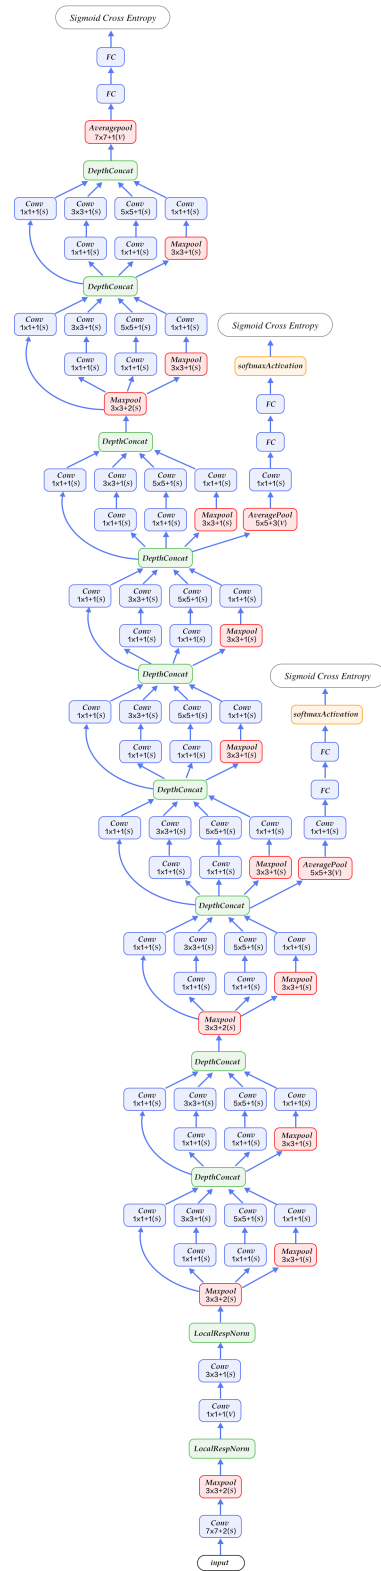 Sigmoid Cross Entropy
FC
FC
Averagepool
7x7+1(V)
DepthConcat
Conv
1x1+1(S)
Conv
3x3+1(S)
Conv
5x5+1(S)
Conv
1x1+1(S)
Conv
1x1+1(S)
Conv
1x1+1(S)
Maxpool
3x3+1(S)
DepthConcat
Conv
1x1+1(S)
Conv
3x3+1(S)
Conv
5x5+1(S)
Conv
1x1+1(S)
Sigmoid Cross Entropy
Conv
1x1+1(S)
Conv
1x1+1(S)
Maxpool
3x3+1(S)
softmaxActivation
Maxpool
3x3+2(S)
FC
DepthConcat
FC
Conv
1x1+1(S)
Conv
3x3+1(S)
Conv
5x5+1(S)
Conv
1x1+1(S)
Conv
1x1+1(S)
Conv
1x1+1(S)
Conv
1x1+1(S)
Maxpool
3x3+1(S)
AveragePool
5x5+3(V)
DepthConcat
Conv
1x1+1(S)
Conv
3x3+1(S)
Conv
5x5+1(S)
Conv
1x1+1(S)
Conv
1x1+1(S)
Conv
1x1+1(S)
Maxpool
3x3+1(S)
DepthConcat
Sigmoid Cross Entropy
Conv
1x1+1(S)
Conv
3x3+1(S)
Conv
5x5+1(S)
Conv
1x1+1(S)
softmaxActivation
Conv
1x1+1(S)
Conv
1x1+1(S)
Maxpool
3x3+1(S)
FC
DepthConcat
FC
Conv
1x1+1(S)
Conv
3x3+1(S)
Conv
5x5+1(S)
Conv
1x1+1(S)
Conv
1x1+1(S)
Conv
1x1+1(S)
Conv
1x1+1(S)
Maxpool
3x3+1(S)
AveragePool
5x5+3(V)
DepthConcat
Conv
1x1+1(S)
Conv
3x3+1(S)
Conv
5x5+1(S)
Conv
1x1+1(S)
Conv
1x1+1(S)
Conv
1x1+1(S)
Maxpool
3x3+1(S)
Maxpool
3x3+2(S)
DepthConcat
Conv
1x1+1(S)
Conv
3x3+1(S)
Conv
5x5+1(S)
Conv
1x1+1(S)
Conv
1x1+1(S)
Conv
1x1+1(S)
Maxpool
3x3+1(S)
DepthConcat
Conv
1x1+1(S)
Conv
3x3+1(S)
Conv
5x5+1(S)
Conv
1x1+1(S)
Conv
1x1+1(S)
Conv
1x1+1(S)
Maxpool
3x3+1(S)
Maxpool
3x3+2(S)
LocalRespNorm
Conv
3x3+1(S)
Conv
1x1+1(V)
LocalRespNorm
Maxpool
3x3+2(S)
Conv
7x7+2(S)
input